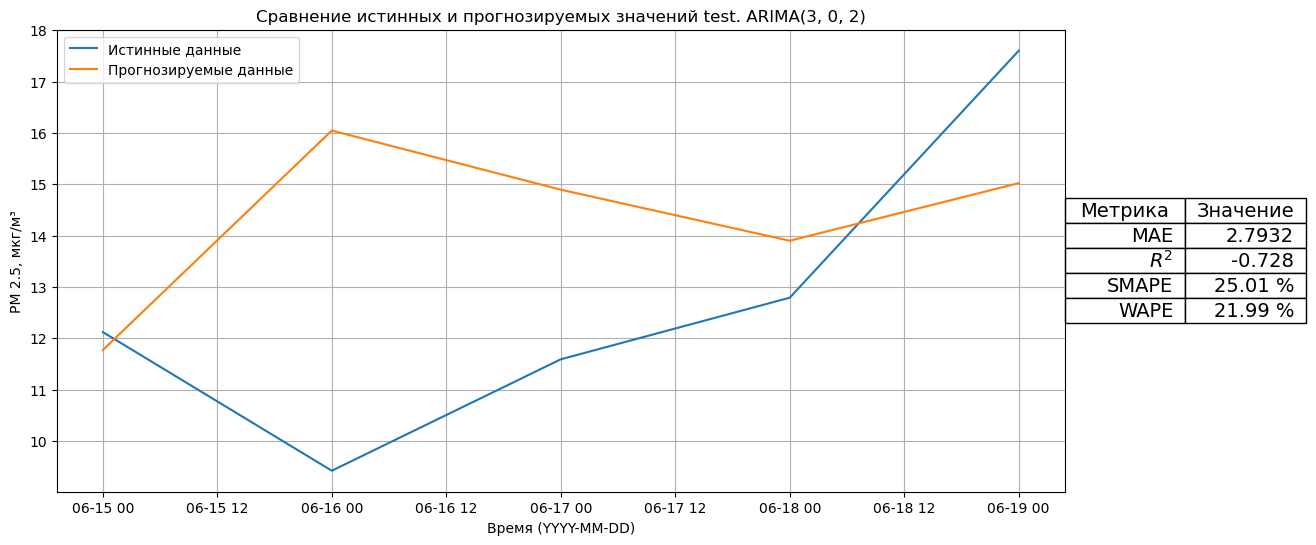 Сравнение истинных и прогнозируемых значений test. ARIMA(3, 0, 2)
Истинные данные
Прогнозируемые данные
18
17
16
15
14
13
12
11
10
PM 2.5, мкг/м³
06-15 00 06-15 12 06-16 00 06-16 12 06-17 00 06-17 12 06-18 00 06-18 12 06-19 00
Время (YYYY-MM-DD)
Метрика Значение
MAE 2.7932
R² -0.728
SMAPE 25.01 %
WAPE 21.99 %